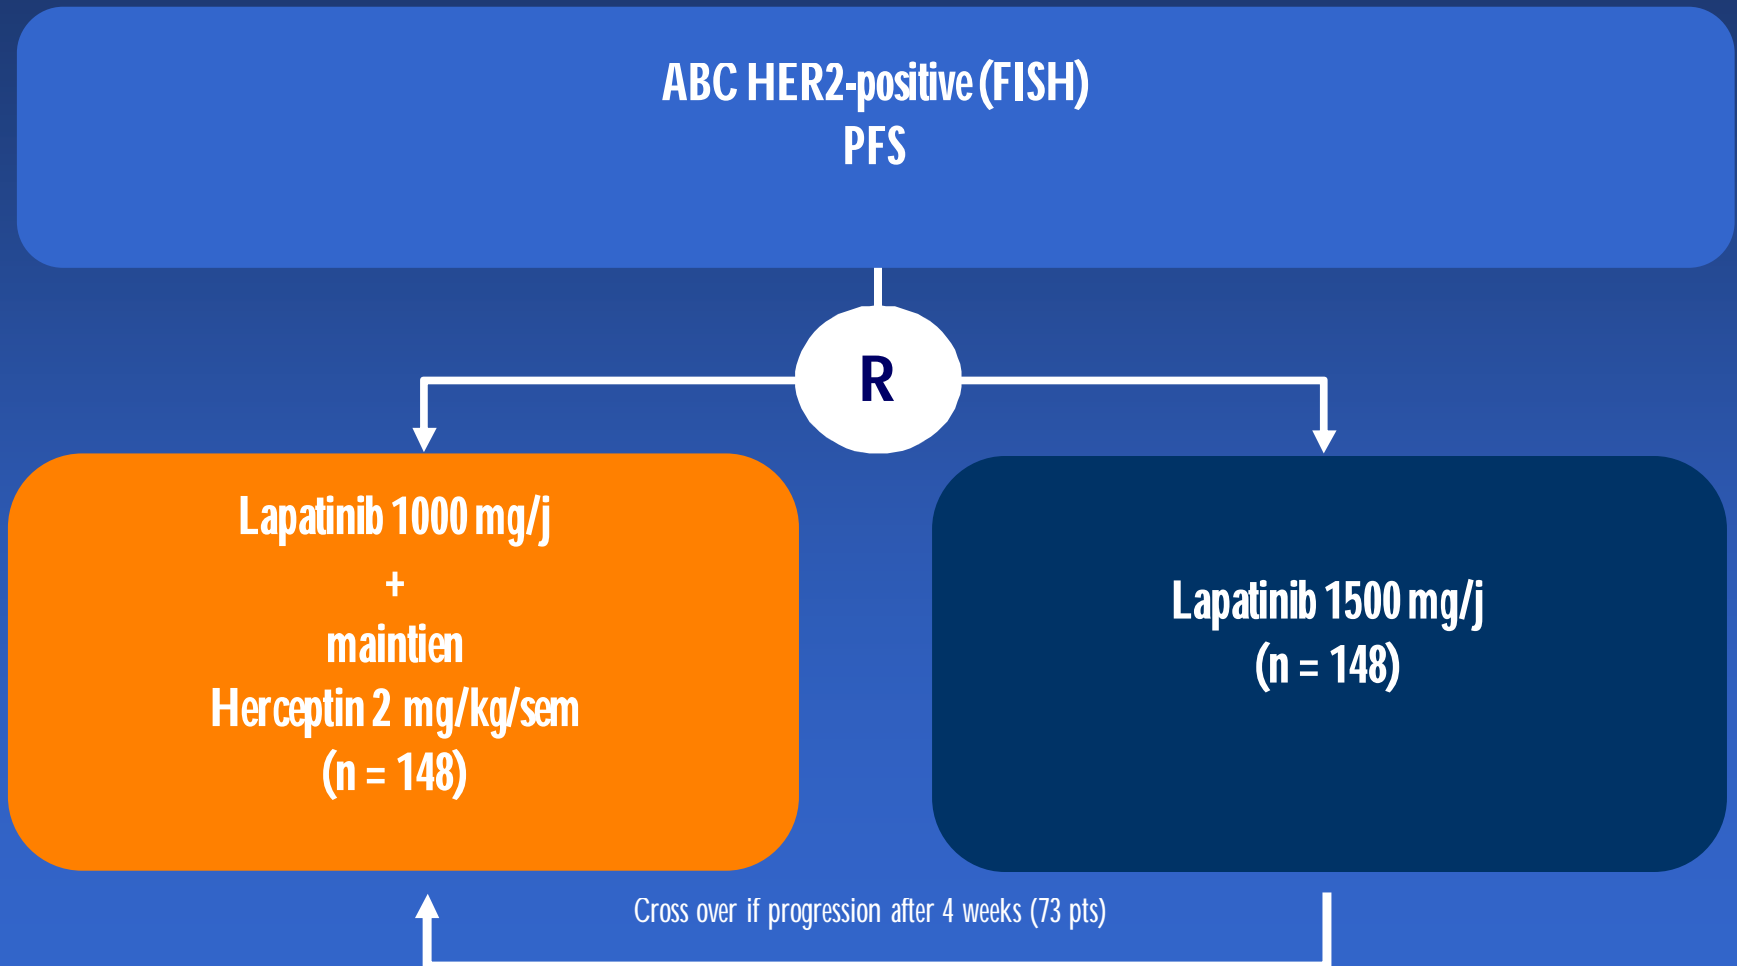 ABC HER2-positive (FISH)
PFS
R
Lapatinib 1000 mg/j
+
maintien
Herceptin 2 mg/kg/sem
(n = 148)
Lapatinib 1500 mg/j
(n = 148)
Cross over if progression after 4 weeks (73 pts)